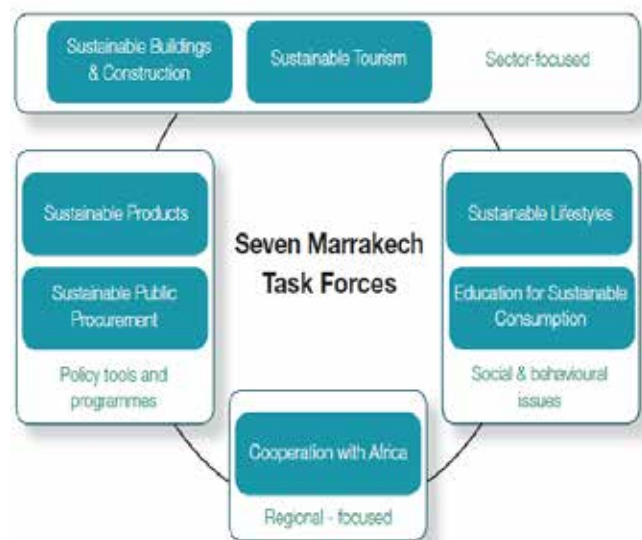 Sustainable Buildings
& Construction
Sustainable Tourism
Sector-focused
Sustainable Products
Sustainable Public
Procurement
Policy tools and
programmes
Seven Marrakech
Task Forces
Sustainable Lifestyles
Education for Sustainable
Consumption
Social & behavioural
issues
Cooperation with Africa
Regional - focused